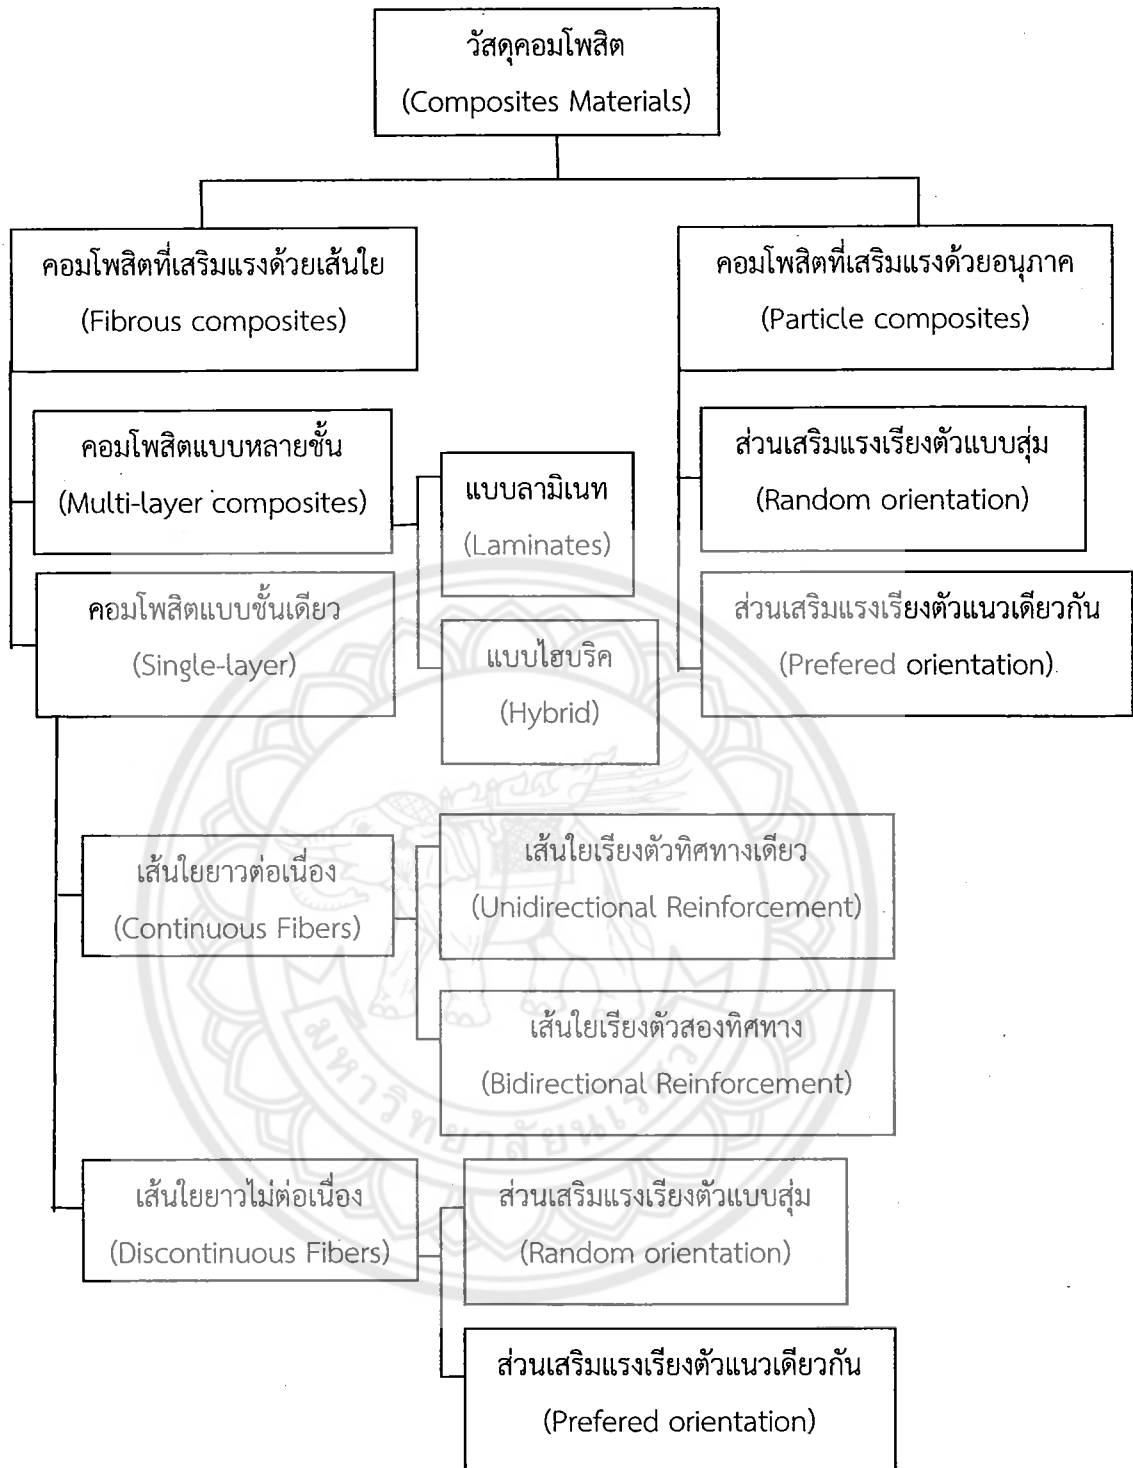 วัสดุคอมโพสิต
(Composites Materials)
คอมโพสิตที่เสริมแรงด้วยเส้นใย
(Fibrous composites)
คอมโพสิตที่เสริมแรงด้วยอนุภาค
(Particle composites)
คอมโพสิตแบบหลายชั้น
(Multi-layer composites)
แบบลามิเนท
(Laminates)
ส่วนเสริมแรงเรียงตัวแบบสุ่ม
(Random orientation)
คอมโพสิตแบบชั้นเดียว
(Single-layer)
แบบไฮบริค
(Hybrid)
ส่วนเสริมแรงเรียงตัวแนวเดียวกัน
(Prefered orientation)
เส้นใยยาวต่อเนื่อง
(Continuous Fibers)
เส้นใยเรียงตัวทิศทางเดียว
(Unidirectional Reinforcement)
เส้นใยเรียงตัวสองทิศทาง
(Bidirectional Reinforcement)
มหาวิทยาลัยนเรศวร
เส้นใยยาวไม่ต่อเนื่อง
(Discontinuous Fibers)
ส่วนเสริมแรงเรียงตัวแบบสุ่ม
(Random orientation)
ส่วนเสริมแรงเรียงตัวแนวเดียวกัน
(Prefered orientation)